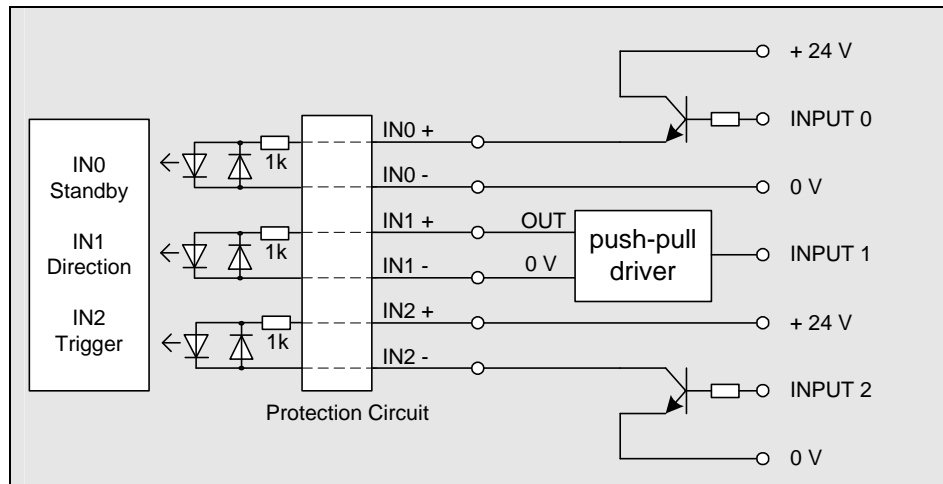 + 24 V
INPUT 0
IN0 +
1k
IN0 -
0 V
IN0
Standby
IN1
Direction
IN2
Trigger
IN1 +
1k
IN1 -
OUT
0 V
push-pull
driver
INPUT 1
IN2 +
1k
IN2 -
+ 24 V
INPUT 2
0 V
Protection Circuit